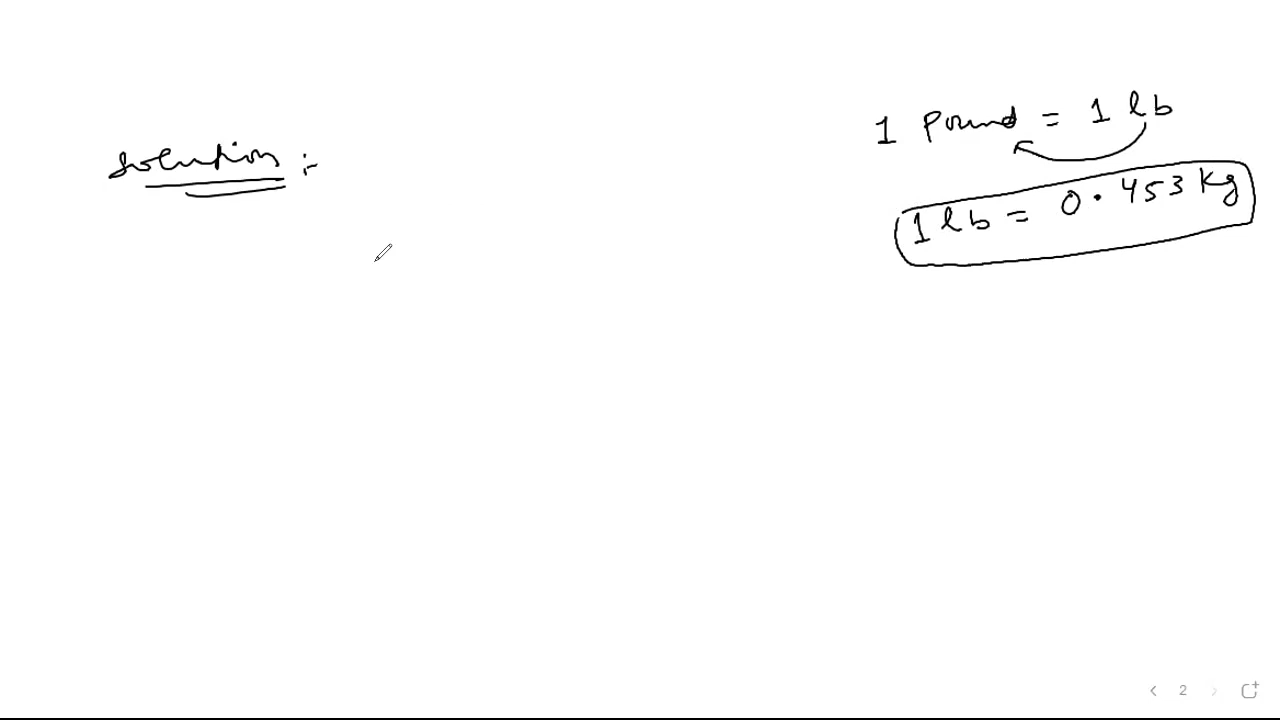 1 Pound = 1 lb
Solution :-
1 lb = 0.453 Kg
2